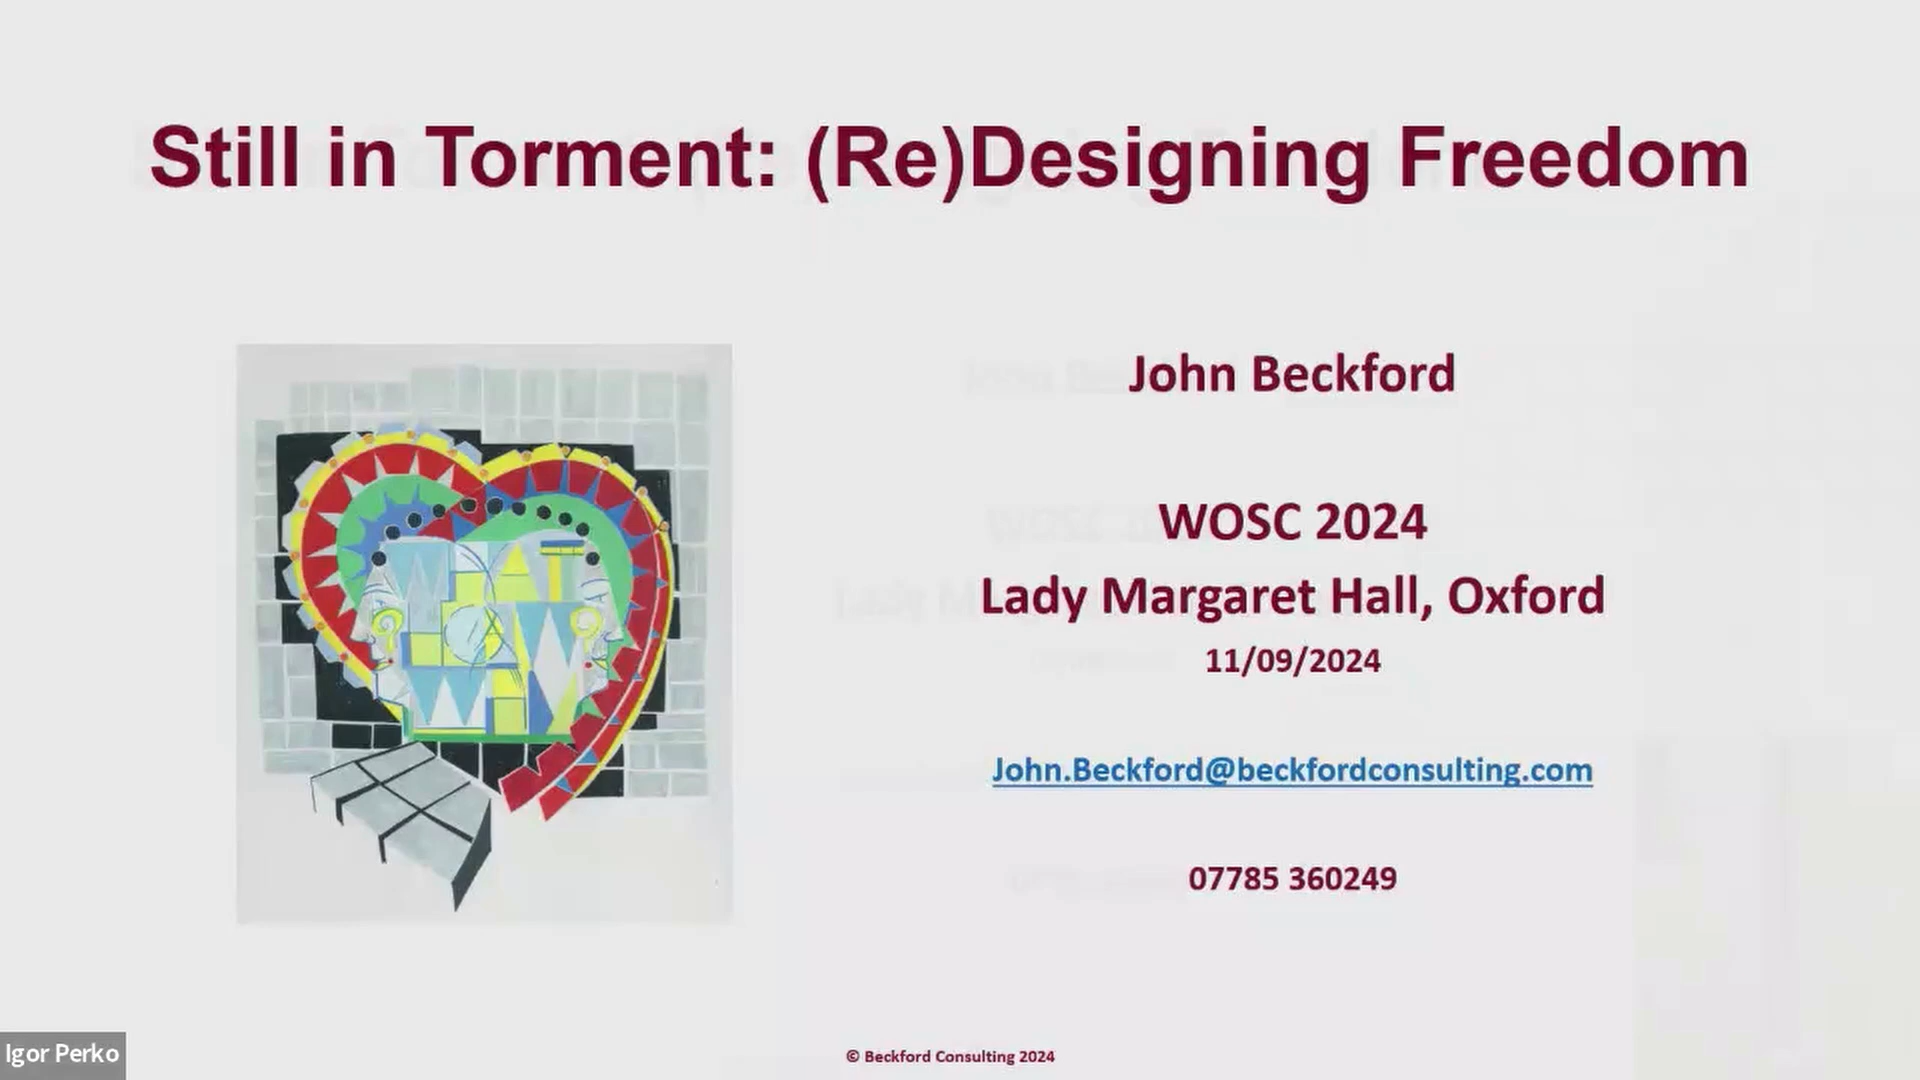 Still in Torment: (Re)Designing Freedom
John Beckford
WOSC 2024
Lady Margaret Hall, Oxford
11/09/2024
John.Beckford@beckfordconsulting.com
07785 360249
Igor Perko
© Beckford Consulting 2024